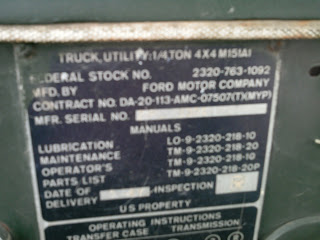 TRUCK, UTILITY: 1/4 TON 4X4 M151A1
FEDERAL STOCK NO. 2320-763-1092
MFD. BY FORD MOTOR COMPANY
CONTRACT NO. DA-20-113-AMC-07507(T)(MYP)
MFR. SERIAL NO.
MANUALS
LUBRICATION LO-9-2320-218-10
MAINTENANCE TM-9-2320-218-20
OPERATOR'S TM-9-2320-218-10
PARTS LIST TM-9-2320-218-20P
DATE OF -INSPECTION
DELIVERY
US PROPERTY
OPERATING INSTRUCTIONS
TRANSFER CASE TRANSMISSION